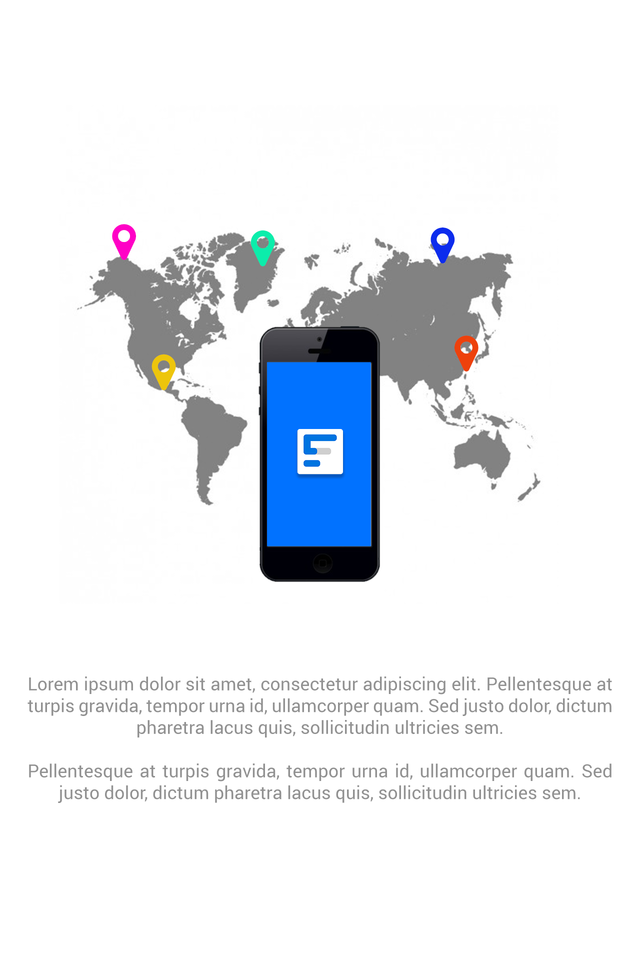 Lorem ipsum dolor sit amet, consectetur adipiscing elit. Pellentesque at
turpis gravida, tempor urna id, ullamcorper quam. Sed justo dolor, dictum
pharetra lacus quis, sollicitudin ultricies sem.
Pellentesque at turpis gravida, tempor urna id, ullamcorper quam. Sed
justo dolor, dictum pharetra lacus quis, sollicitudin ultricies sem.